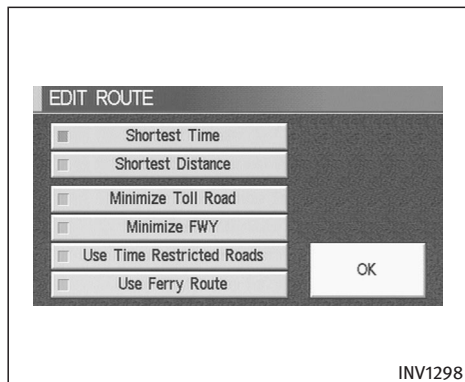 EDIT ROUTE
Shortest Time
Shortest Distance
Minimize Toll Road
Minimize FWY
Use Time Restricted Roads
Use Ferry Route
OK
INV1298